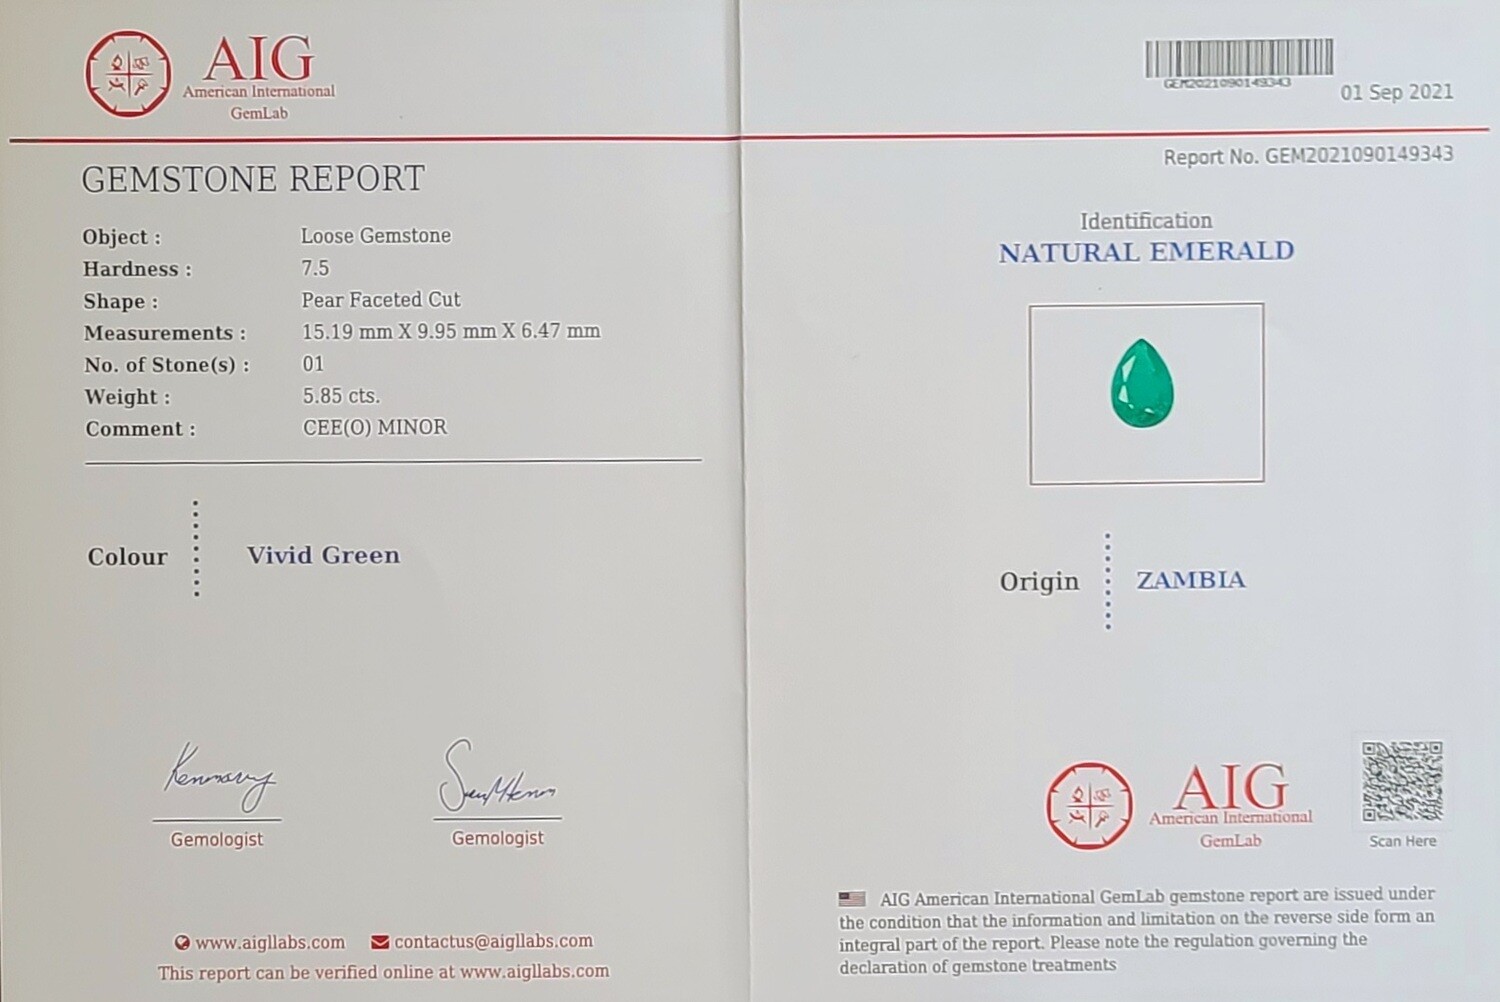 AIG
American International
GemLab
GEM2021090149343
01 Sep 2021
Report No. GEM2021090149343
GEMSTONE REPORT
Object : Loose Gemstone
Hardness : 7.5
Shape : Pear Faceted Cut
Measurements : 15.19 mm X 9.95 mm X 6.47 mm
No. of Stone(s) : 01
Weight : 5.85 cts.
Comment : CEE(O) MINOR
Colour Vivid Green
Gemologist Gemologist
www.aigllabs.com contactus@aigllabs.com
This report can be verified online at www.aigllabs.com
Identification
NATURAL EMERALD
Origin ZAMBIA
AIG
American International
GemLab
Scan Here
AIG American International GemLab gemstone report are issued under
the condition that the information and limitation on the reverse side form an
integral part of the report. Please note the regulation governing the
declaration of gemstone treatments